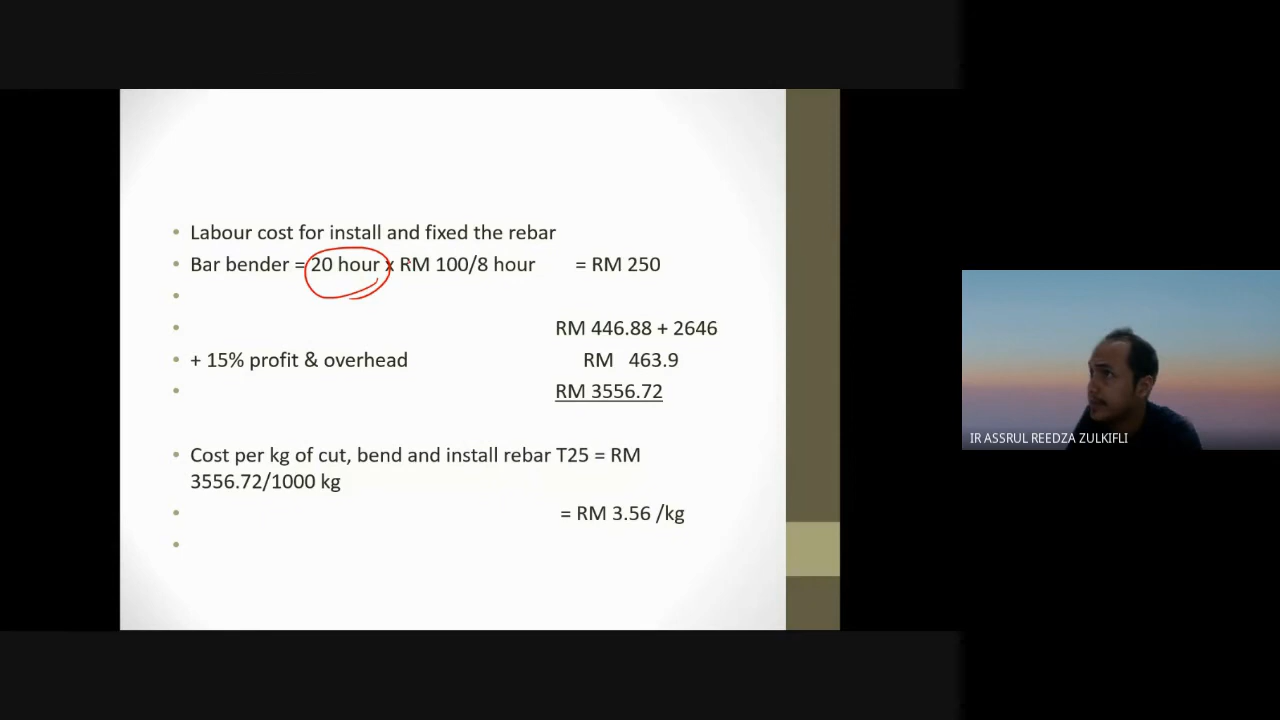 Labour cost for install and fixed the rebar
Bar bender = 20 hour x RM 100/8 hour = RM 250
RM 446.88 + 2646
+ 15% profit & overhead RM 463.9
RM 3556.72
Cost per kg of cut, bend and install rebar T25 = RM
3556.72/1000 kg
= RM 3.56 /kg
IR ASSRUL REEDZA ZULKIFLI